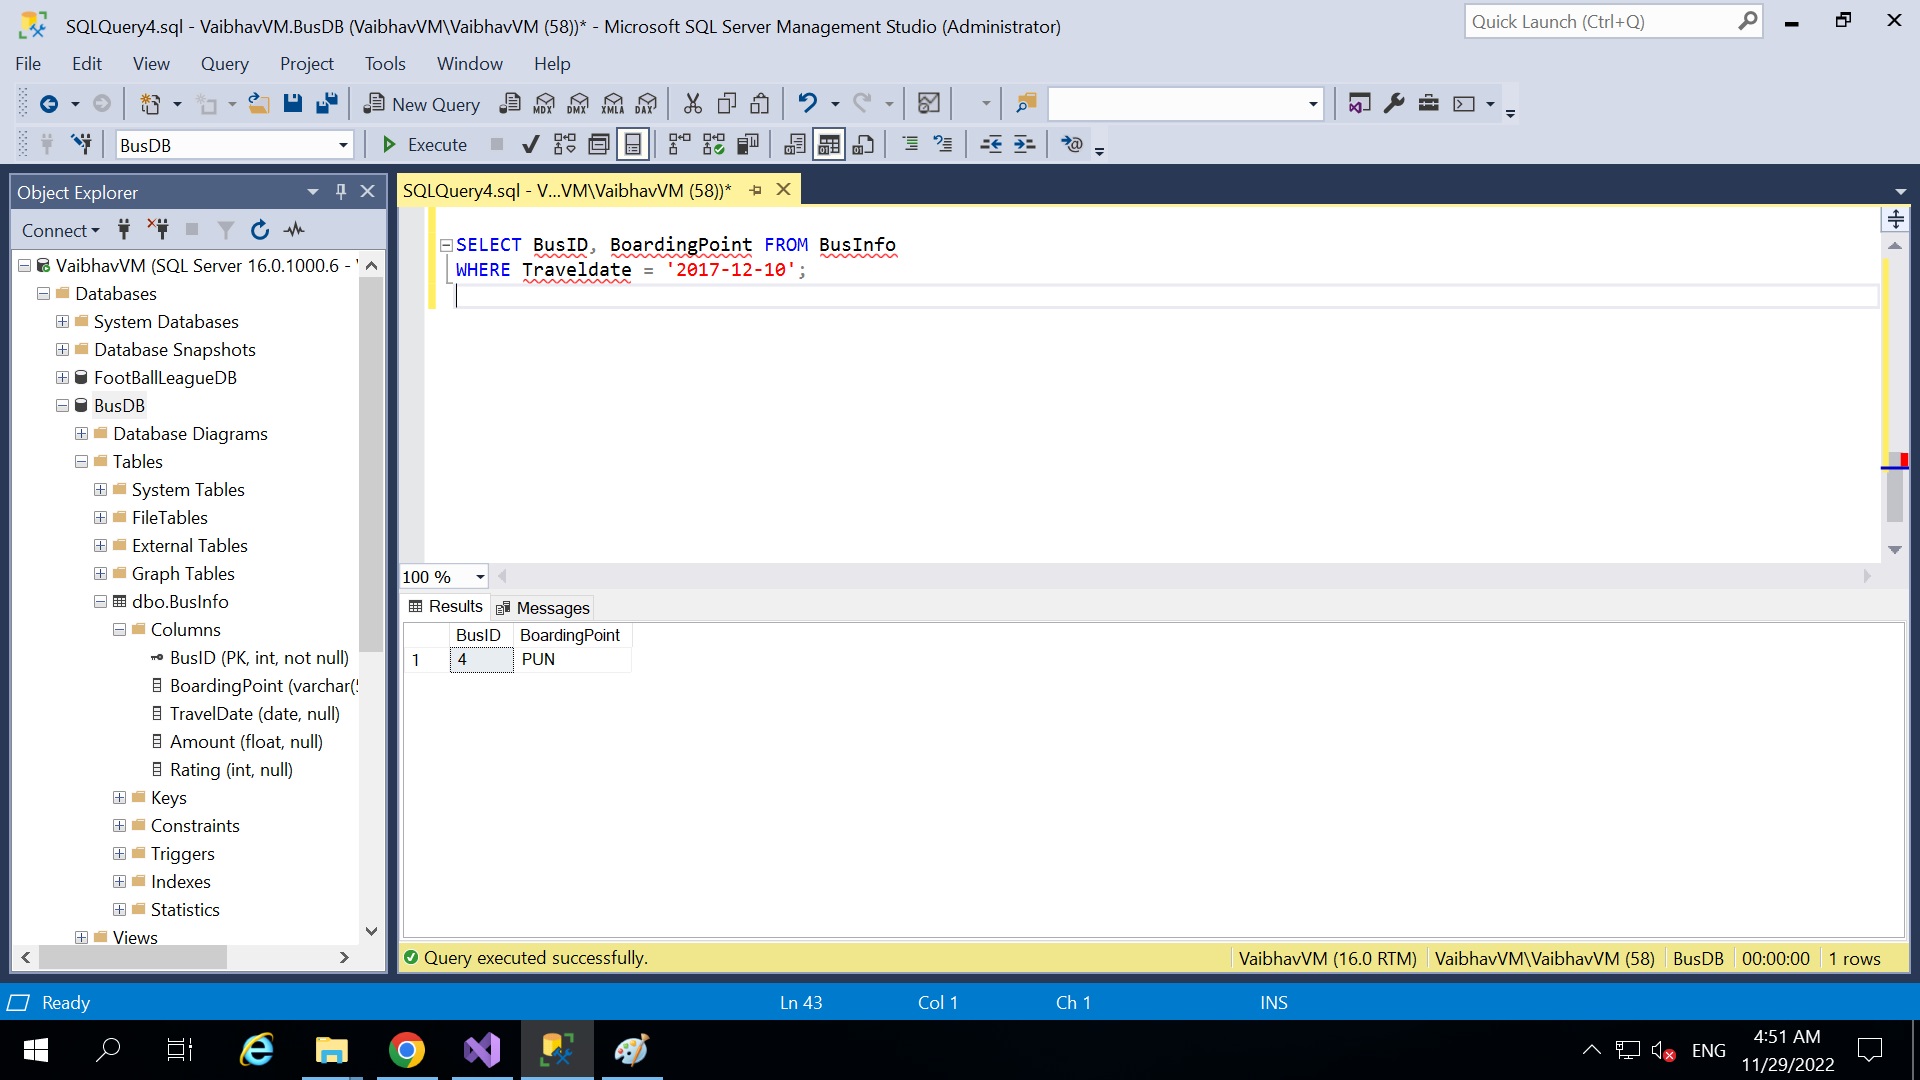 SQLQuery4.sql - VaibhavVM.BusDB (VaibhavVM\VaibhavVM (58))* - Microsoft SQL Server Management Studio (Administrator)
Quick Launch (Ctrl+Q)
File Edit View Query Project Tools Window Help
New Query MDX DMX XMLA DAX
BusDB Execute
Object Explorer
SQLQuery4.sql - V...VM\VaibhavVM (58))*
Connect
VaibhavVM (SQL Server 16.0.1000.6 - '
Databases
System Databases
Database Snapshots
FootBallLeagueDB
BusDB
Database Diagrams
Tables
System Tables
FileTables
External Tables
Graph Tables
dbo.BusInfo
Columns
BusID (PK, int, not null)
BoardingPoint (varchar(5
TravelDate (date, null)
Amount (float, null)
Rating (int, null)
Keys
Constraints
Triggers
Indexes
Statistics
Views
SELECT BusID, BoardingPoint FROM BusInfo
WHERE Traveldate = '2017-12-10';
100 %
Results Messages
BusID BoardingPoint
1 4 PUN
Query executed successfully. VaibhavVM (16.0 RTM) VaibhavVM\VaibhavVM (58) BusDB 00:00:00 1 rows
Ready Ln 43 Col 1 Ch 1 INS
ENG
4:51 AM
11/29/2022